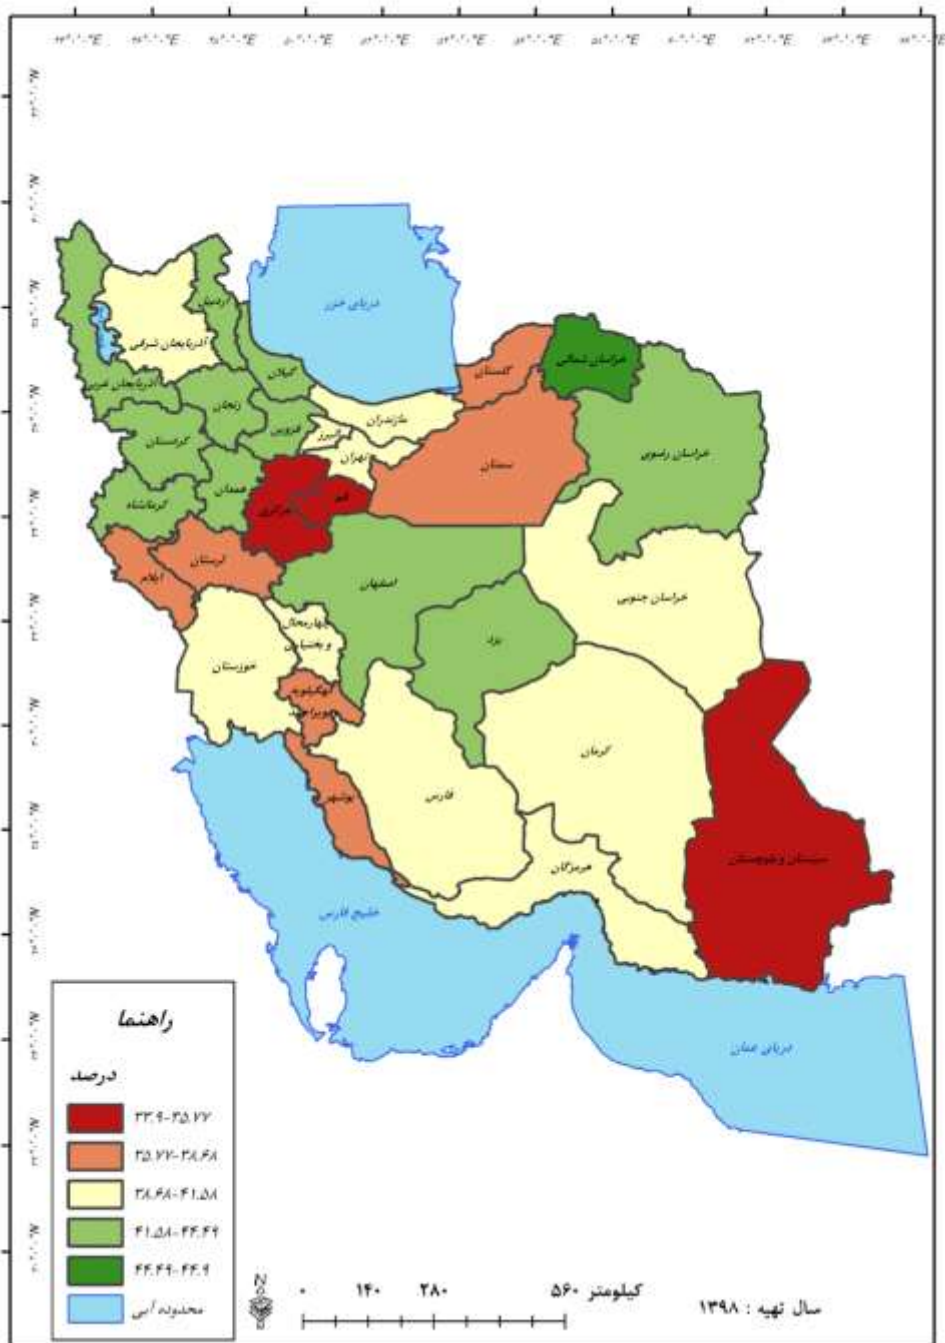 دریای خزر
اردبیل
آذربایجان شرقی
آذربایجان غربی
گیلان
زنجان
کردستان
قزوین
مازندران
البرز
تهران
گلستان
خراسان شمالی
خراسان رضوی
سمنان
همدان
کرمانشاه
مرکزی
قم
لرستان
ایلام
اصفهان
خراسان جنوبی
چهارمحال
و بختیاری
یزد
خوزستان
کهگیلویه
بویراحمد
کرمان
فارس
بوشهر
سیستان و بلوچستان
هرمزگان
خلیج فارس
دریای عمان
راهنما
درصد
۳۳.۹-۳۵.۷۷
۳۵.۷۷-۳۸.۶۸
۳۸.۶۸-۴۱.۵۸
۴۱.۵۸-۴۴.۴۹
۴۴.۴۹-۴۴.۹
محدوده آبی
N
۰ ۱۴۰ ۲۸۰ ۵۶۰ کیلومتر
سال تهیه : ۱۳۹۸